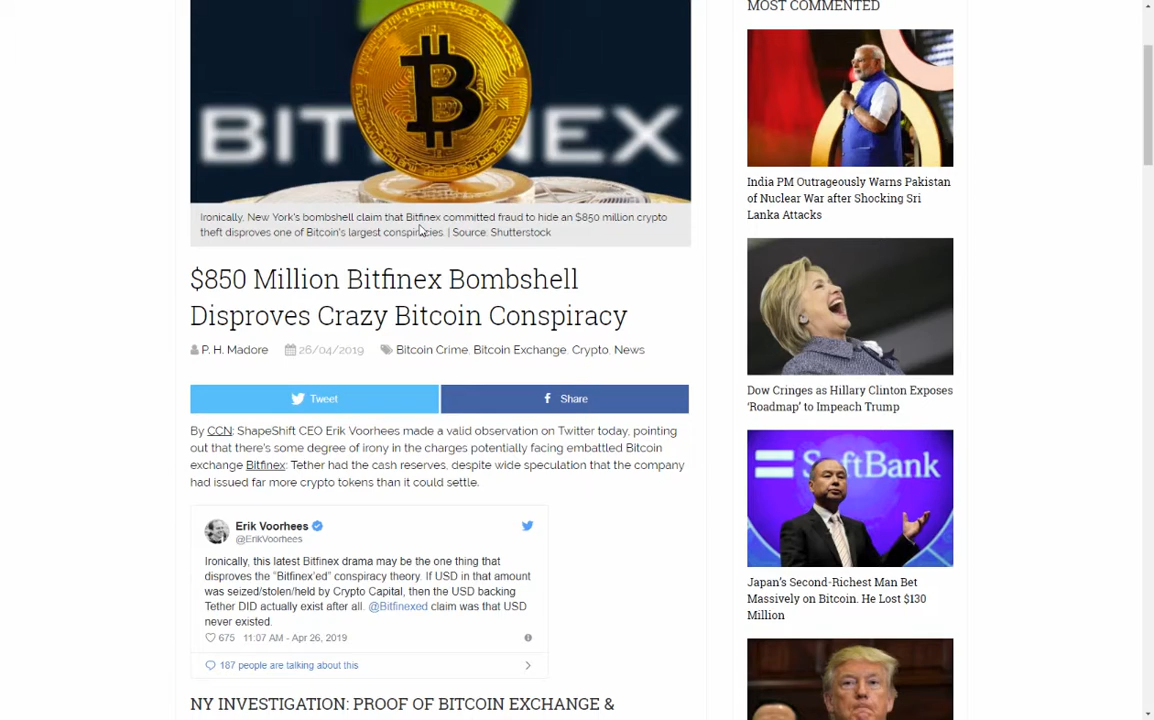 MOST COMMENTED
BITFINEX
Ironically, New York's bombshell claim that Bitfinex committed fraud to hide an $850 million crypto
theft disproves one of Bitcoin's largest conspiracies. | Source: Shutterstock
$850 Million Bitfinex Bombshell
Disproves Crazy Bitcoin Conspiracy
P. H. Madore 26/04/2019 Bitcoin Crime, Bitcoin Exchange, Crypto, News
Tweet
Share
By CCN: ShapeShift CEO Erik Voorhees made a valid observation on Twitter today, pointing
out that there's some degree of irony in the charges potentially facing embattled Bitcoin
exchange Bitfinex: Tether had the cash reserves, despite wide speculation that the company
had issued far more crypto tokens than it could settle.
Erik Voorhees
@ErikVoorhees
Ironically, this latest Bitfinex drama may be the one thing that
disproves the "Bitfinex'ed" conspiracy theory. If USD in that amount
was seized/stolen/held by Crypto Capital, then the USD backing
Tether DID actually exist after all. @Bitfinexed claim was that USD
never existed.
675 11:07 AM - Apr 26, 2019
187 people are talking about this
NY INVESTIGATION: PROOF OF BITCOIN EXCHANGE &
India PM Outrageously Warns Pakistan
of Nuclear War after Shocking Sri
Lanka Attacks
Dow Cringes as Hillary Clinton Exposes
'Roadmap' to Impeach Trump
SoftBank
Japan's Second-Richest Man Bet
Massively on Bitcoin. He Lost $130
Million